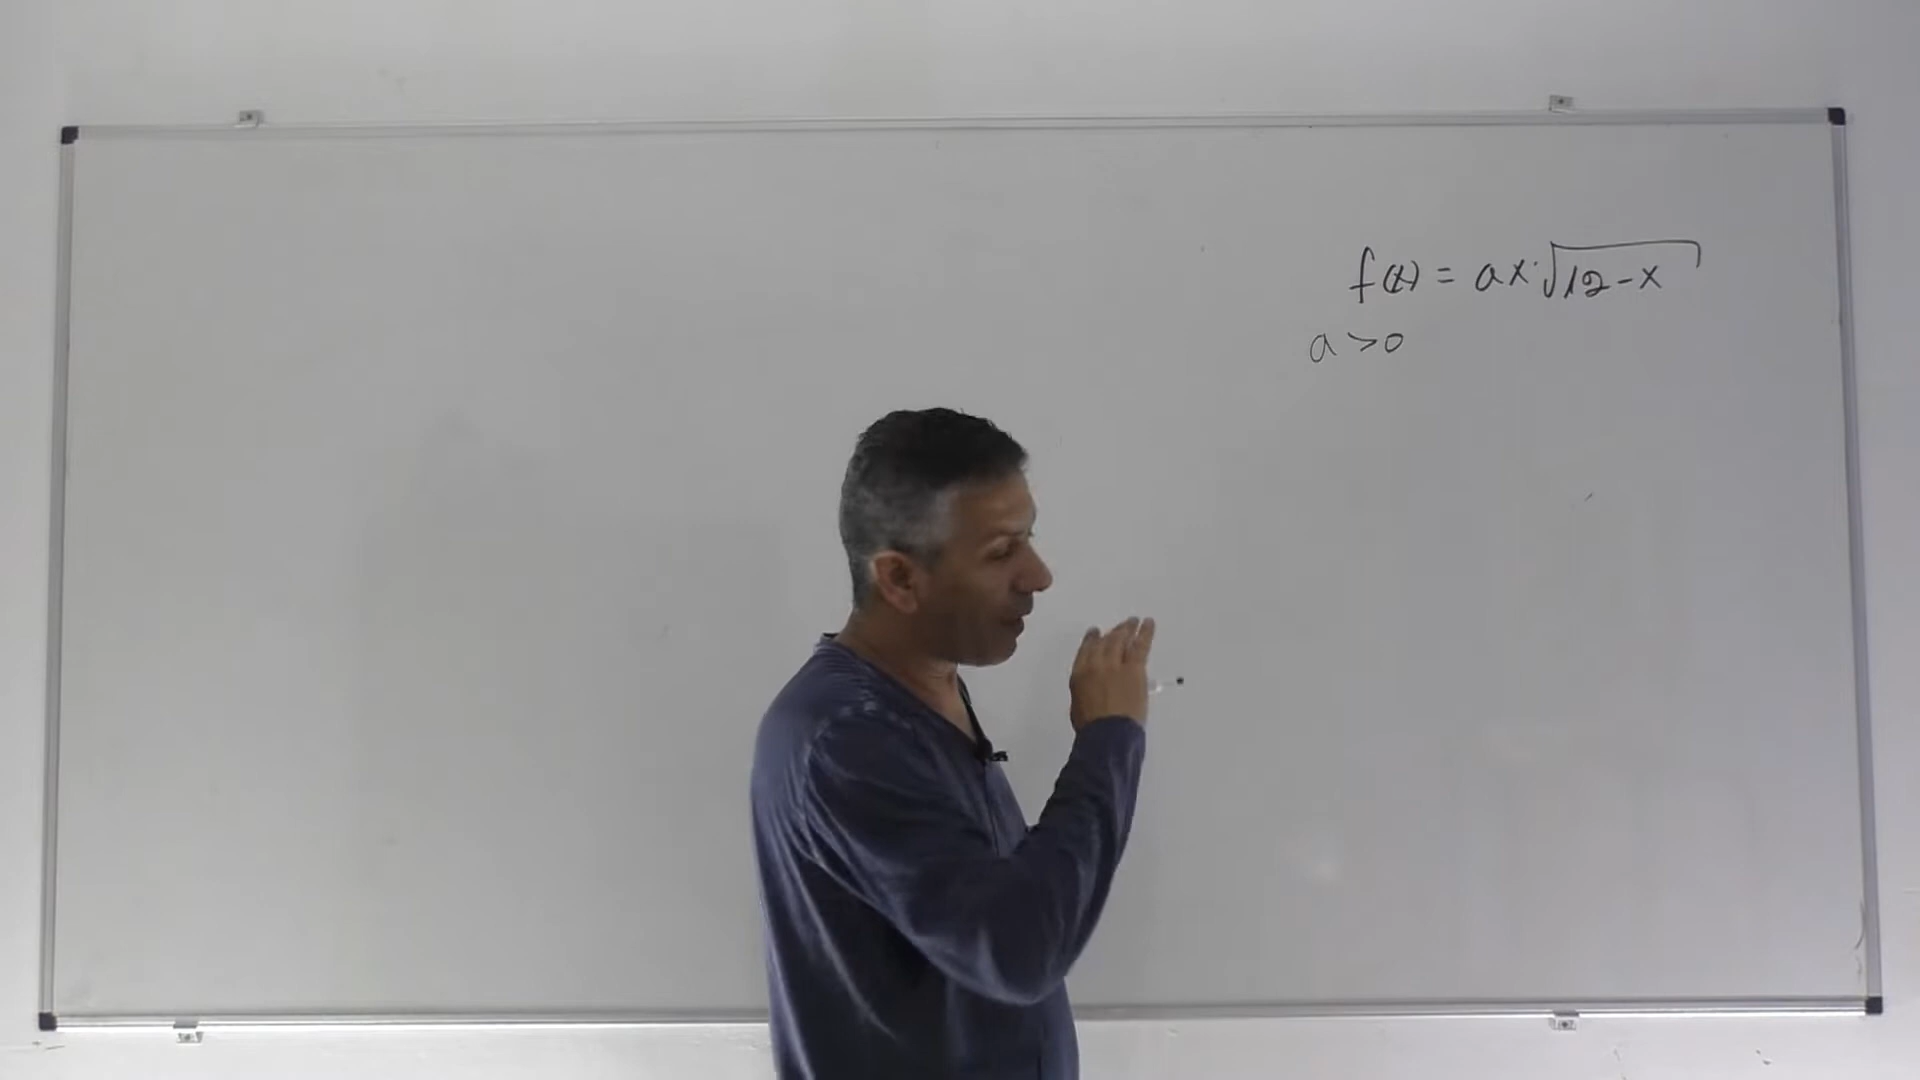 f(x) = ax·√12-x
a >0